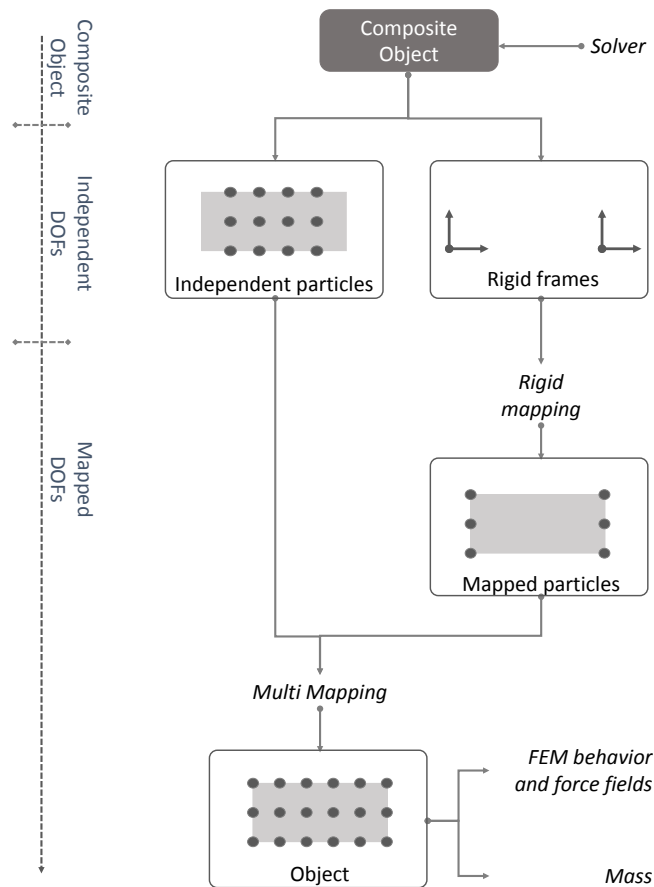 Composite
Object
Solver
Composite
Object
Independent
DOFs
Independent particles
Rigid frames
Rigid
mapping
Mapped
DOFs
Mapped particles
Multi Mapping
FEM behavior
and force fields
Object
Mass